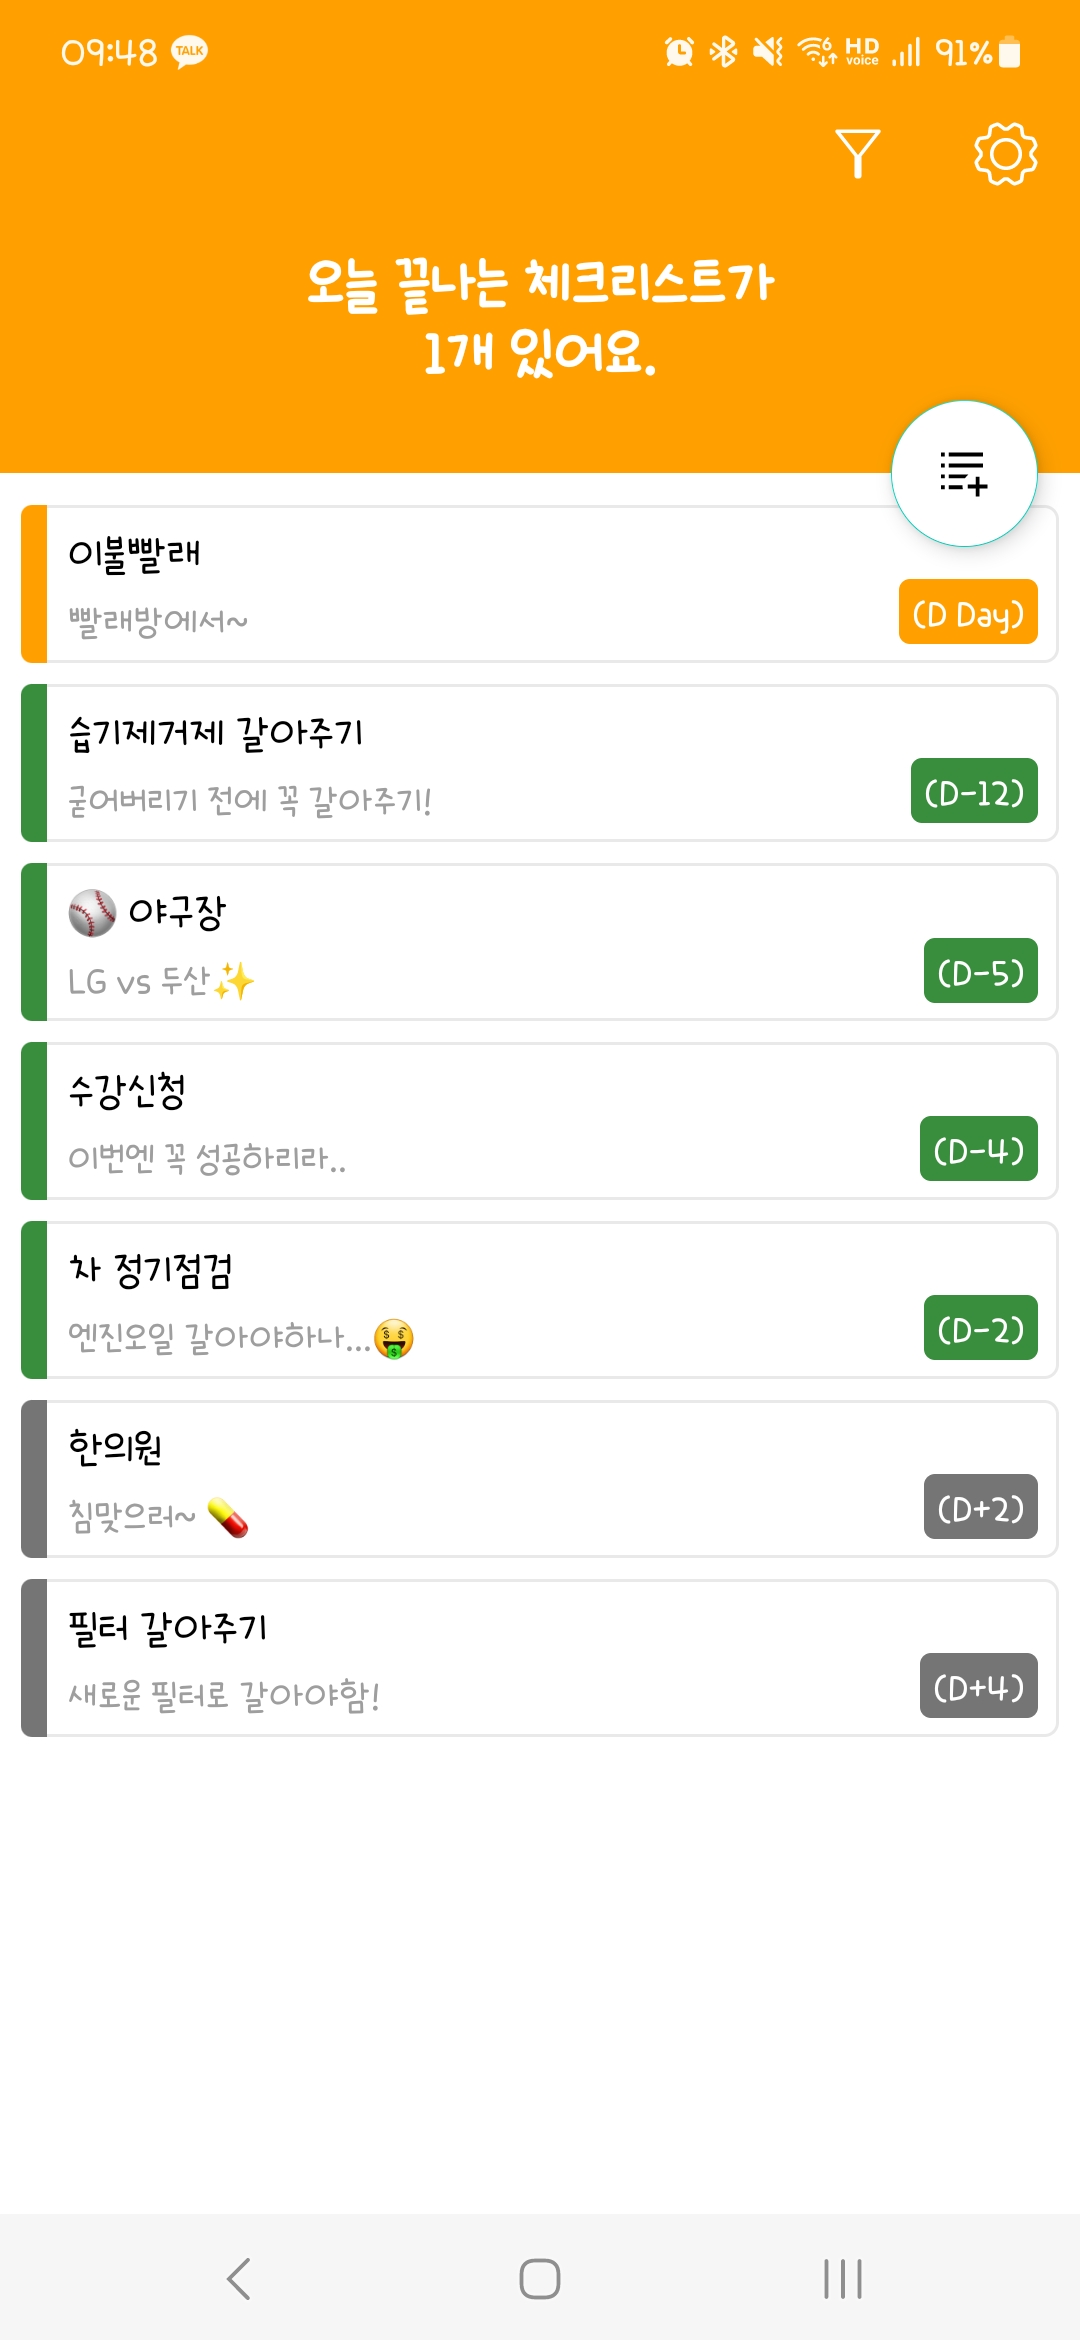 09:48 TALK HD voice 91%
오늘 끝나는 체크리스트가
1개 있어요.
이불빨래
빨래방에서~
(D Day)
습기제거제 갈아주기
굳어버리기 전에 꼭 갈아주기!
(D-12)
⚾ 야구장
LG vs 두산✨
(D-5)
수강신청
이번엔 꼭 성공하리라..
(D-4)
차 정기점검
엔진오일 갈아야하나...🤑
(D-2)
한의원
침맞으러~ 💊
(D+2)
필터 갈아주기
새로운 필터로 갈아야함!
(D+4)